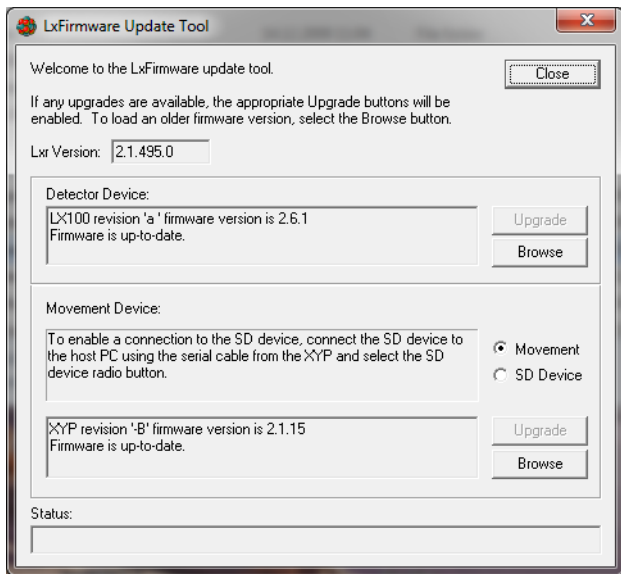 LxFirmware Update Tool
Welcome to the LxFirmware update tool.
Close
If any upgrades are available, the appropriate Upgrade buttons will be
enabled. To load an older firmware version, select the Browse button.
Lxr Version: 2.1.495.0
Detector Device:
LX100 revision 'a ' firmware version is 2.6.1
Firmware is up-to-date.
Upgrade
Browse
Movement Device:
To enable a connection to the SD device, connect the SD device to
the host PC using the serial cable from the XYP and select the SD
device radio button.
Movement
SD Device
XYP revision '-B' firmware version is 2.1.15
Firmware is up-to-date.
Upgrade
Browse
Status: